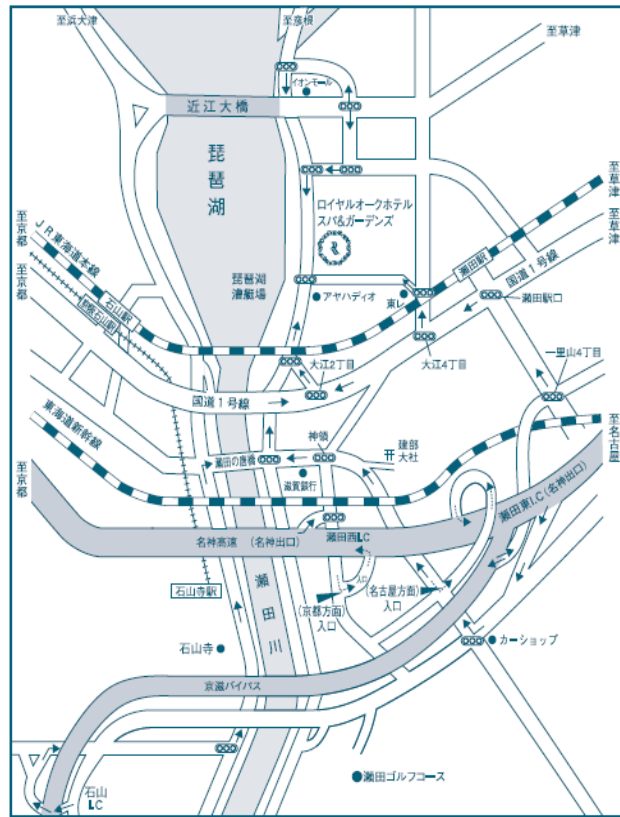 至浜大津
至彦根
至草津
イオンモール
近江大橋
琵琶湖
ロイヤルオークホテル
スパ&ガーデンズ
至草津
至草津
至京都
JR東海道本線
至京都
石山駅
京阪石山駅
琵琶湖
漕艇場
アヤハディオ
東レ
瀬田駅
国道1号線
瀬田駅口
大江2丁目
大江4丁目
一里山4丁目
国道1号線
東海道新幹線
至京都
神領
建部
大社
至名古屋
瀬田の唐橋
滋賀銀行
瀬田東I.C(名神出口)
名神高速 (名神出口)
瀬田西I.C
入口
石山寺駅
瀬田川
(京都方面)
入口
(名古屋方面)
入口
石山寺
カーショップ
京滋バイパス
瀬田ゴルフコース
石山
I.C